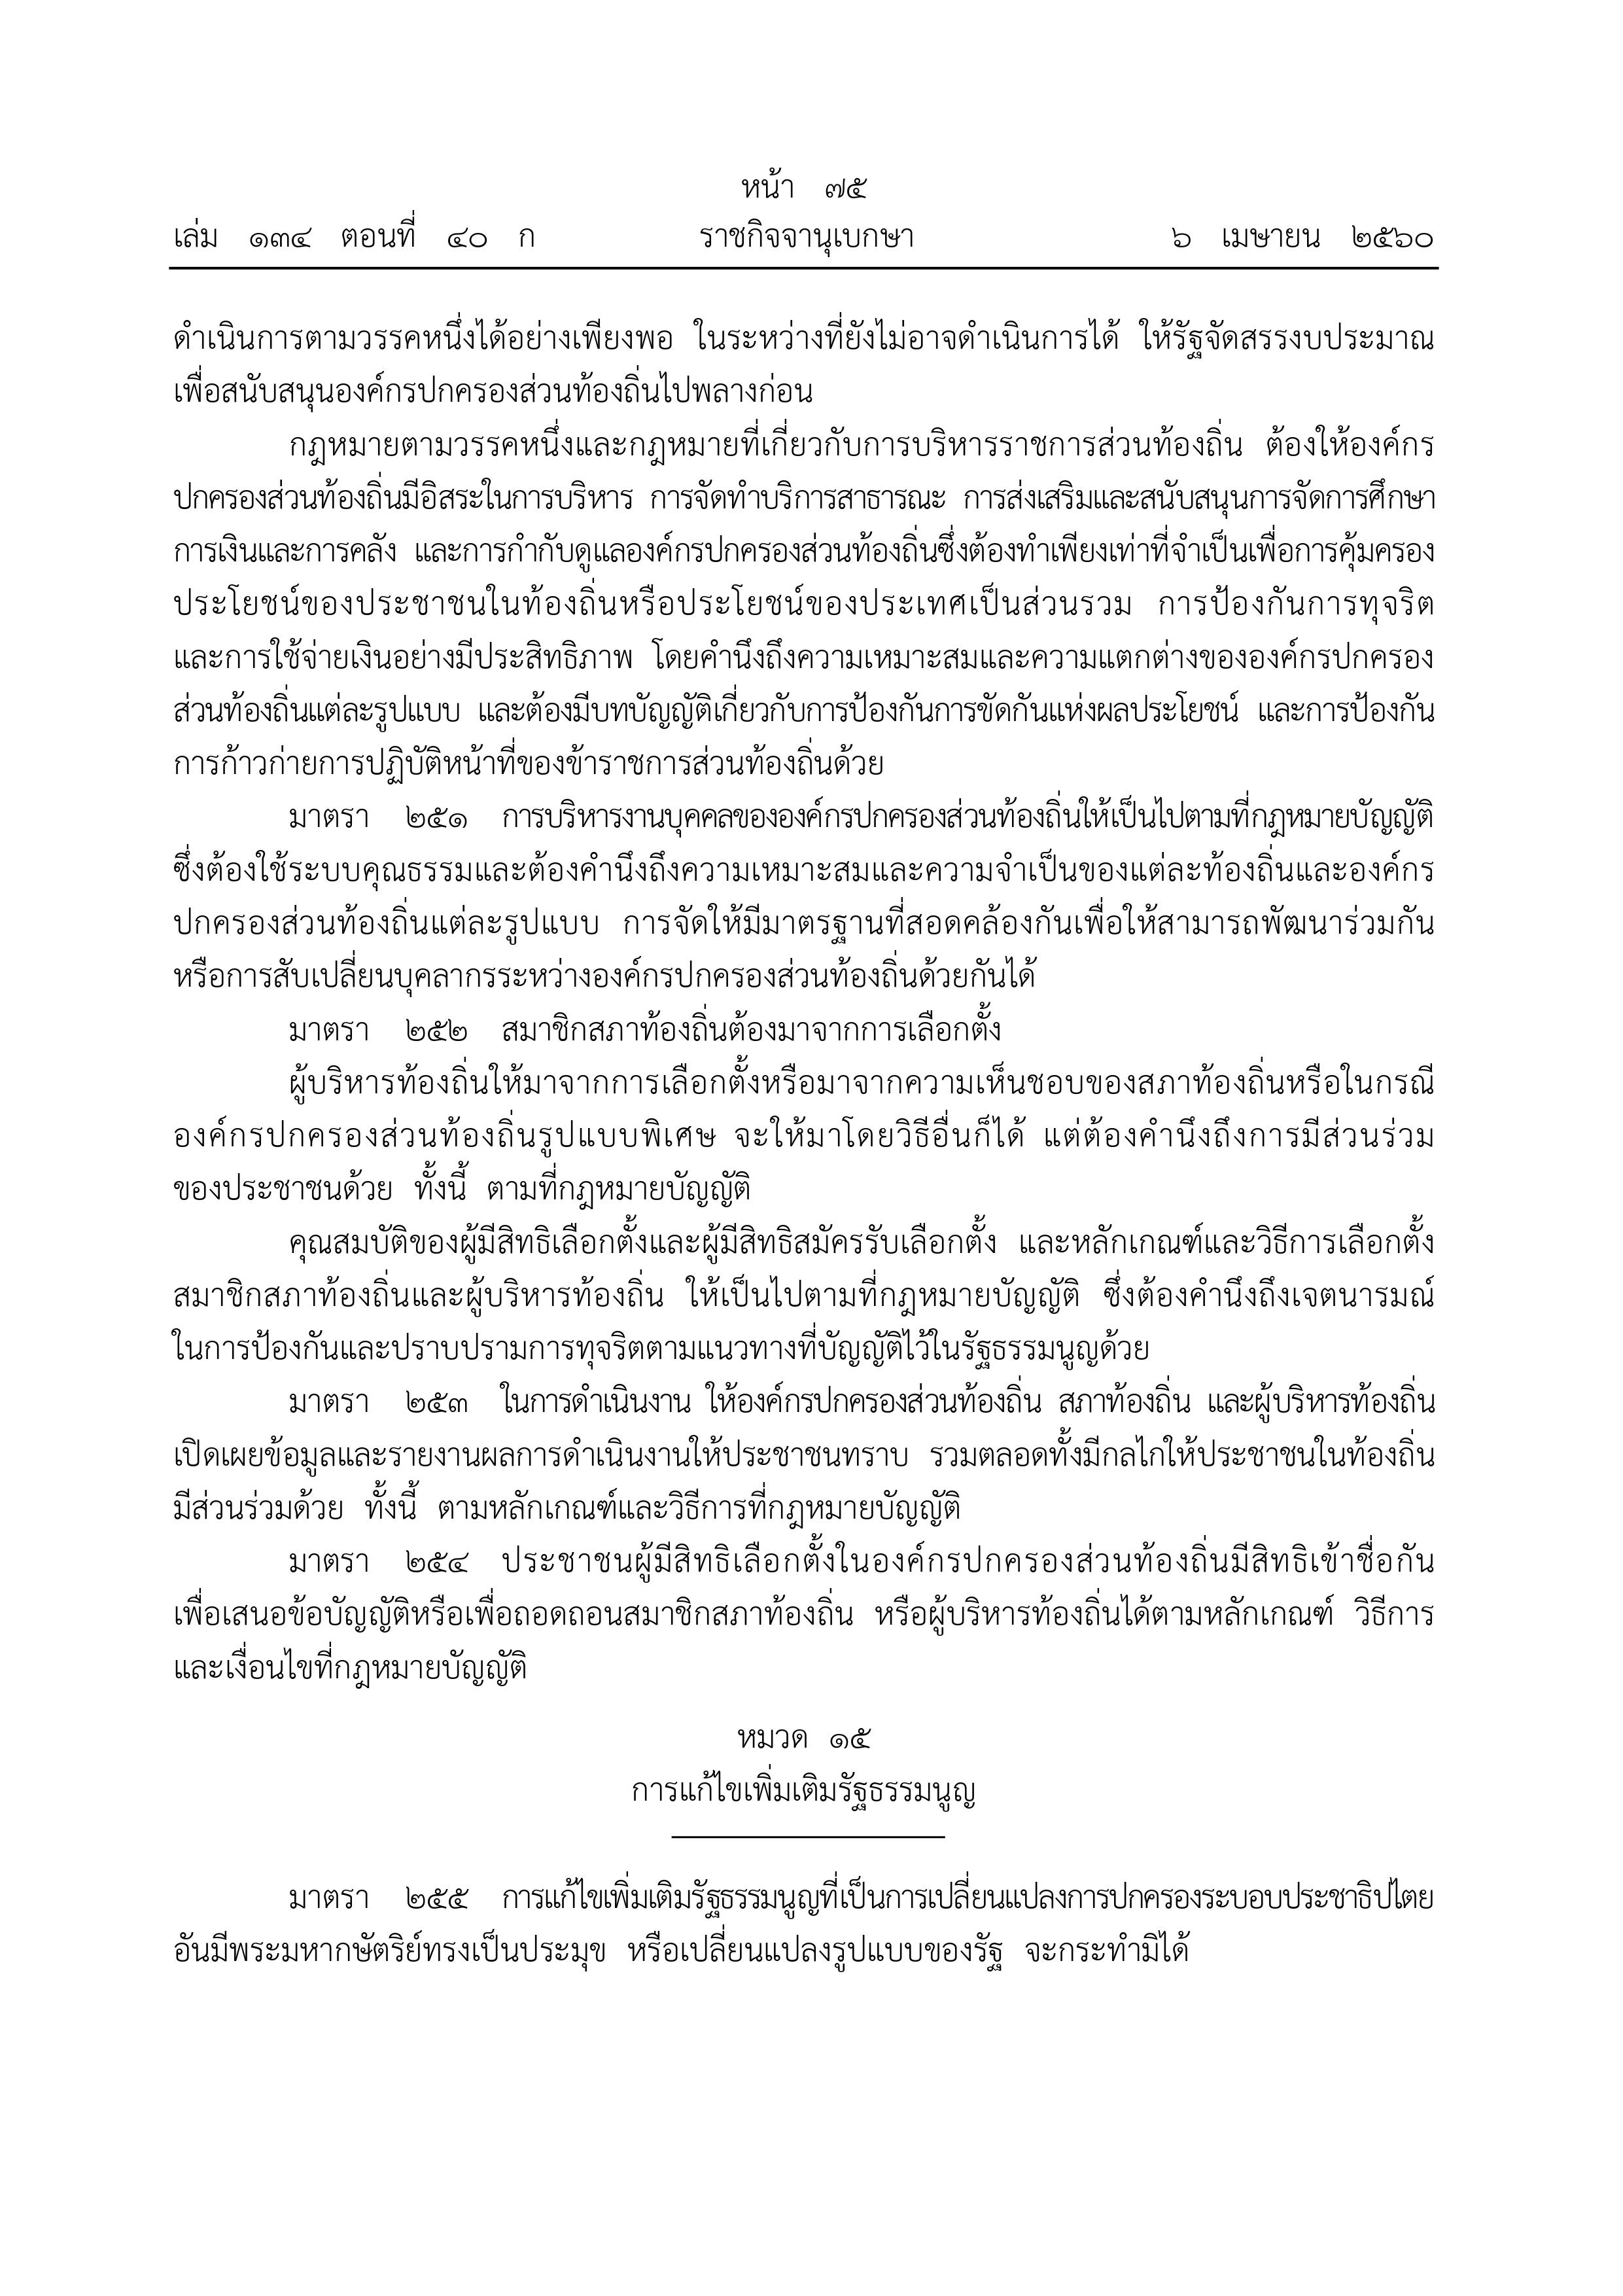 หน้า ๗๕
เล่ม ๑๓๔ ตอนที่ ๔๐ ก ราชกิจจานุเบกษา ๖ เมษายน ๒๕๖๐
ดำเนินการตามวรรคหนึ่งได้อย่างเพียงพอ ในระหว่างที่ยังไม่อาจดำเนินการได้ ให้รัฐจัดสรรงบประมาณ
เพื่อสนับสนุนองค์กรปกครองส่วนท้องถิ่นไปพลางก่อน
กฎหมายตามวรรคหนึ่งและกฎหมายที่เกี่ยวกับการบริหารราชการส่วนท้องถิ่น ต้องให้องค์กร
ปกครองส่วนท้องถิ่นมีอิสระในการบริหาร การจัดทำบริการสาธารณะ การส่งเสริมและสนับสนุนการจัดการศึกษา
การเงินและการคลัง และการกำกับดูแลองค์กรปกครองส่วนท้องถิ่นซึ่งต้องทำเพียงเท่าที่จำเป็นเพื่อการคุ้มครอง
ประโยชน์ของประชาชนในท้องถิ่นหรือประโยชน์ของประเทศเป็นส่วนรวม การป้องกันการทุจริต
และการใช้จ่ายเงินอย่างมีประสิทธิภาพ โดยคำนึงถึงความเหมาะสมและความแตกต่างขององค์กรปกครอง
ส่วนท้องถิ่นแต่ละรูปแบบ และต้องมีบทบัญญัติเกี่ยวกับการป้องกันการขัดกันแห่งผลประโยชน์ และการป้องกัน
การก้าวก่ายการปฏิบัติหน้าที่ของข้าราชการส่วนท้องถิ่นด้วย
มาตรา ๒๕๑ การบริหารงานบุคคลขององค์กรปกครองส่วนท้องถิ่นให้เป็นไปตามที่กฎหมายบัญญัติ
ซึ่งต้องใช้ระบบคุณธรรมและต้องคำนึงถึงความเหมาะสมและความจำเป็นของแต่ละท้องถิ่นและองค์กร
ปกครองส่วนท้องถิ่นแต่ละรูปแบบ การจัดให้มีมาตรฐานที่สอดคล้องกันเพื่อให้สามารถพัฒนาร่วมกัน
หรือการสับเปลี่ยนบุคลากรระหว่างองค์กรปกครองส่วนท้องถิ่นด้วยกันได้
มาตรา ๒๕๒ สมาชิกสภาท้องถิ่นต้องมาจากการเลือกตั้ง
ผู้บริหารท้องถิ่นให้มาจากการเลือกตั้งหรือมาจากความเห็นชอบของสภาท้องถิ่นหรือในกรณี
องค์กรปกครองส่วนท้องถิ่นรูปแบบพิเศษ จะให้มาโดยวิธีอื่นก็ได้ แต่ต้องคำนึงถึงการมีส่วนร่วม
ของประชาชนด้วย ทั้งนี้ ตามที่กฎหมายบัญญัติ
คุณสมบัติของผู้มีสิทธิเลือกตั้งและผู้มีสิทธิสมัครรับเลือกตั้ง และหลักเกณฑ์และวิธีการเลือกตั้ง
สมาชิกสภาท้องถิ่นและผู้บริหารท้องถิ่น ให้เป็นไปตามที่กฎหมายบัญญัติ ซึ่งต้องคำนึงถึงเจตนารมณ์
ในการป้องกันและปราบปรามการทุจริตตามแนวทางที่บัญญัติไว้ในรัฐธรรมนูญด้วย
มาตรา ๒๕๓ ในการดำเนินงาน ให้องค์กรปกครองส่วนท้องถิ่น สภาท้องถิ่น และผู้บริหารท้องถิ่น
เปิดเผยข้อมูลและรายงานผลการดำเนินงานให้ประชาชนทราบ รวมตลอดทั้งมีกลไกให้ประชาชนในท้องถิ่น
มีส่วนร่วมด้วย ทั้งนี้ ตามหลักเกณฑ์และวิธีการที่กฎหมายบัญญัติ
มาตรา ๒๕๔ ประชาชนผู้มีสิทธิเลือกตั้งในองค์กรปกครองส่วนท้องถิ่นมีสิทธิเข้าชื่อกัน
เพื่อเสนอข้อบัญญัติหรือเพื่อถอดถอนสมาชิกสภาท้องถิ่น หรือผู้บริหารท้องถิ่นได้ตามหลักเกณฑ์ วิธีการ
และเงื่อนไขที่กฎหมายบัญญัติ
หมวด ๑๕
การแก้ไขเพิ่มเติมรัฐธรรมนูญ
มาตรา ๒๕๕ การแก้ไขเพิ่มเติมรัฐธรรมนูญที่เป็นการเปลี่ยนแปลงการปกครองระบอบประชาธิปไตย
อันมีพระมหากษัตริย์ทรงเป็นประมุข หรือเปลี่ยนแปลงรูปแบบของรัฐ จะกระทำมิได้